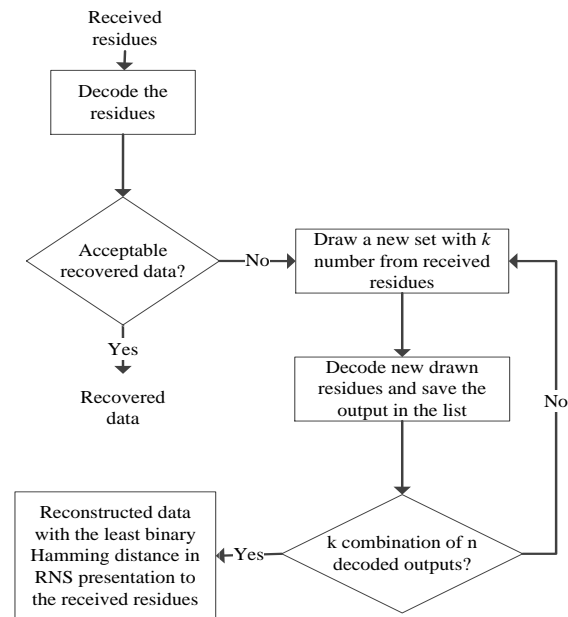 Received
residues
Decode the
residues
Acceptable
recovered data?
No
Yes
Recovered
data
Draw a new set with k
number from received
residues
Decode new drawn
residues and save the
output in the list
No
k combination of n
decoded outputs?
Yes
Reconstructed data
with the least binary
Hamming distance in
RNS presentation to
the received residues